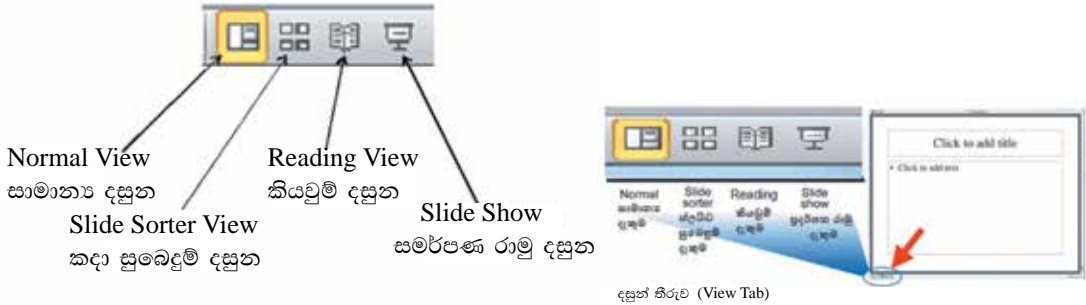 Normal View
සාමාන්‍ය දසුන
Slide Sorter View
කදා සුබෙදුම් දසුන
Reading View
කියවුම් දසුන
Slide Show
සමර්පණ රාමු දසුන
Normal
සාමාන්‍ය
දැකුම
Slide
sorter
දැකුම
Reading
කියවුම්
දැකුම
Slide
show
රාමු
දැකුම
Click to add title
• Click to add text
දසුන් තීරුව (View Tab)